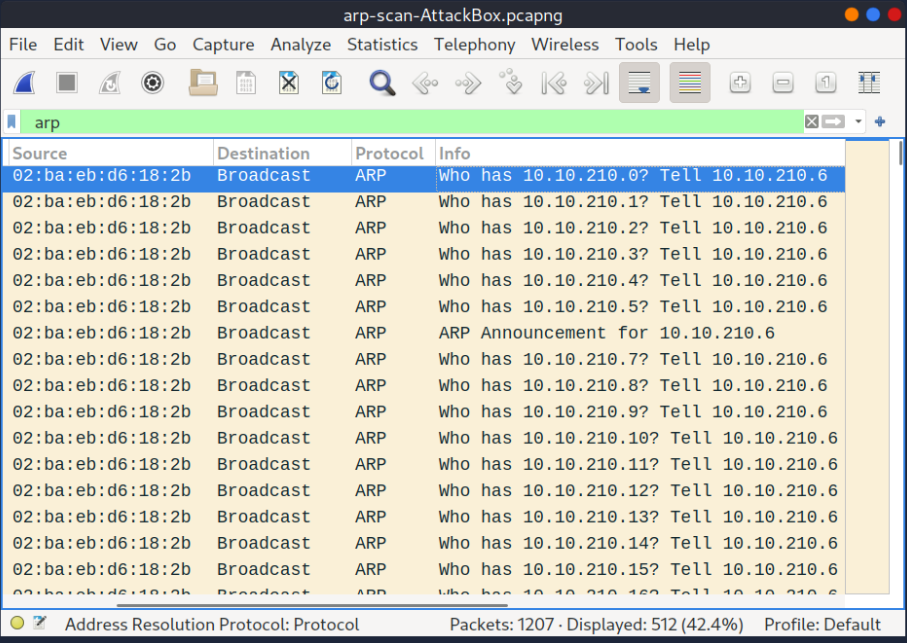 arp-scan-AttackBox.pcapng
File Edit View Go Capture Analyze Statistics Telephony Wireless Tools Help
arp
Source Destination Protocol Info
02:ba:eb:d6:18:2b Broadcast ARP Who has 10.10.210.0? Tell 10.10.210.6
02:ba:eb:d6:18:2b Broadcast ARP Who has 10.10.210.1? Tell 10.10.210.6
02:ba:eb:d6:18:2b Broadcast ARP Who has 10.10.210.2? Tell 10.10.210.6
02:ba:eb:d6:18:2b Broadcast ARP Who has 10.10.210.3? Tell 10.10.210.6
02:ba:eb:d6:18:2b Broadcast ARP Who has 10.10.210.4? Tell 10.10.210.6
02:ba:eb:d6:18:2b Broadcast ARP Who has 10.10.210.5? Tell 10.10.210.6
02:ba:eb:d6:18:2b Broadcast ARP ARP Announcement for 10.10.210.6
02:ba:eb:d6:18:2b Broadcast ARP Who has 10.10.210.7? Tell 10.10.210.6
02:ba:eb:d6:18:2b Broadcast ARP Who has 10.10.210.8? Tell 10.10.210.6
02:ba:eb:d6:18:2b Broadcast ARP Who has 10.10.210.9? Tell 10.10.210.6
02:ba:eb:d6:18:2b Broadcast ARP Who has 10.10.210.10? Tell 10.10.210.6
02:ba:eb:d6:18:2b Broadcast ARP Who has 10.10.210.11? Tell 10.10.210.6
02:ba:eb:d6:18:2b Broadcast ARP Who has 10.10.210.12? Tell 10.10.210.6
02:ba:eb:d6:18:2b Broadcast ARP Who has 10.10.210.13? Tell 10.10.210.6
02:ba:eb:d6:18:2b Broadcast ARP Who has 10.10.210.14? Tell 10.10.210.6
02:ba:eb:d6:18:2b Broadcast ARP Who has 10.10.210.15? Tell 10.10.210.6
Address Resolution Protocol: Protocol Packets: 1207 · Displayed: 512 (42.4%) Profile: Default